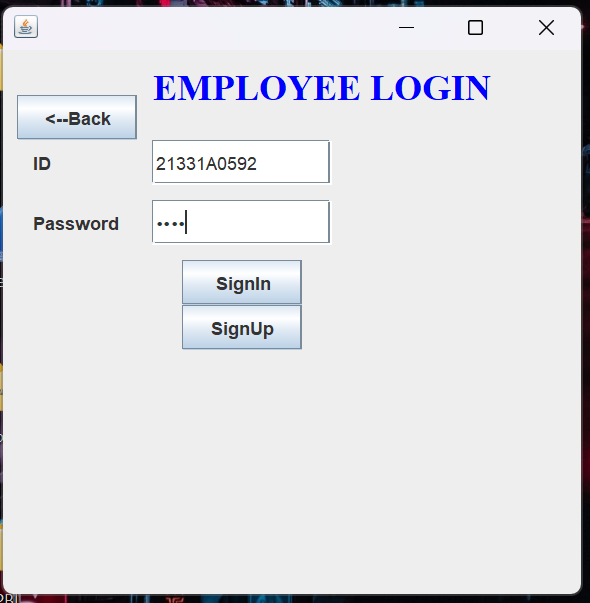 EMPLOYEE LOGIN
<--Back
ID
21331A0592
Password
••••
SignIn
SignUp